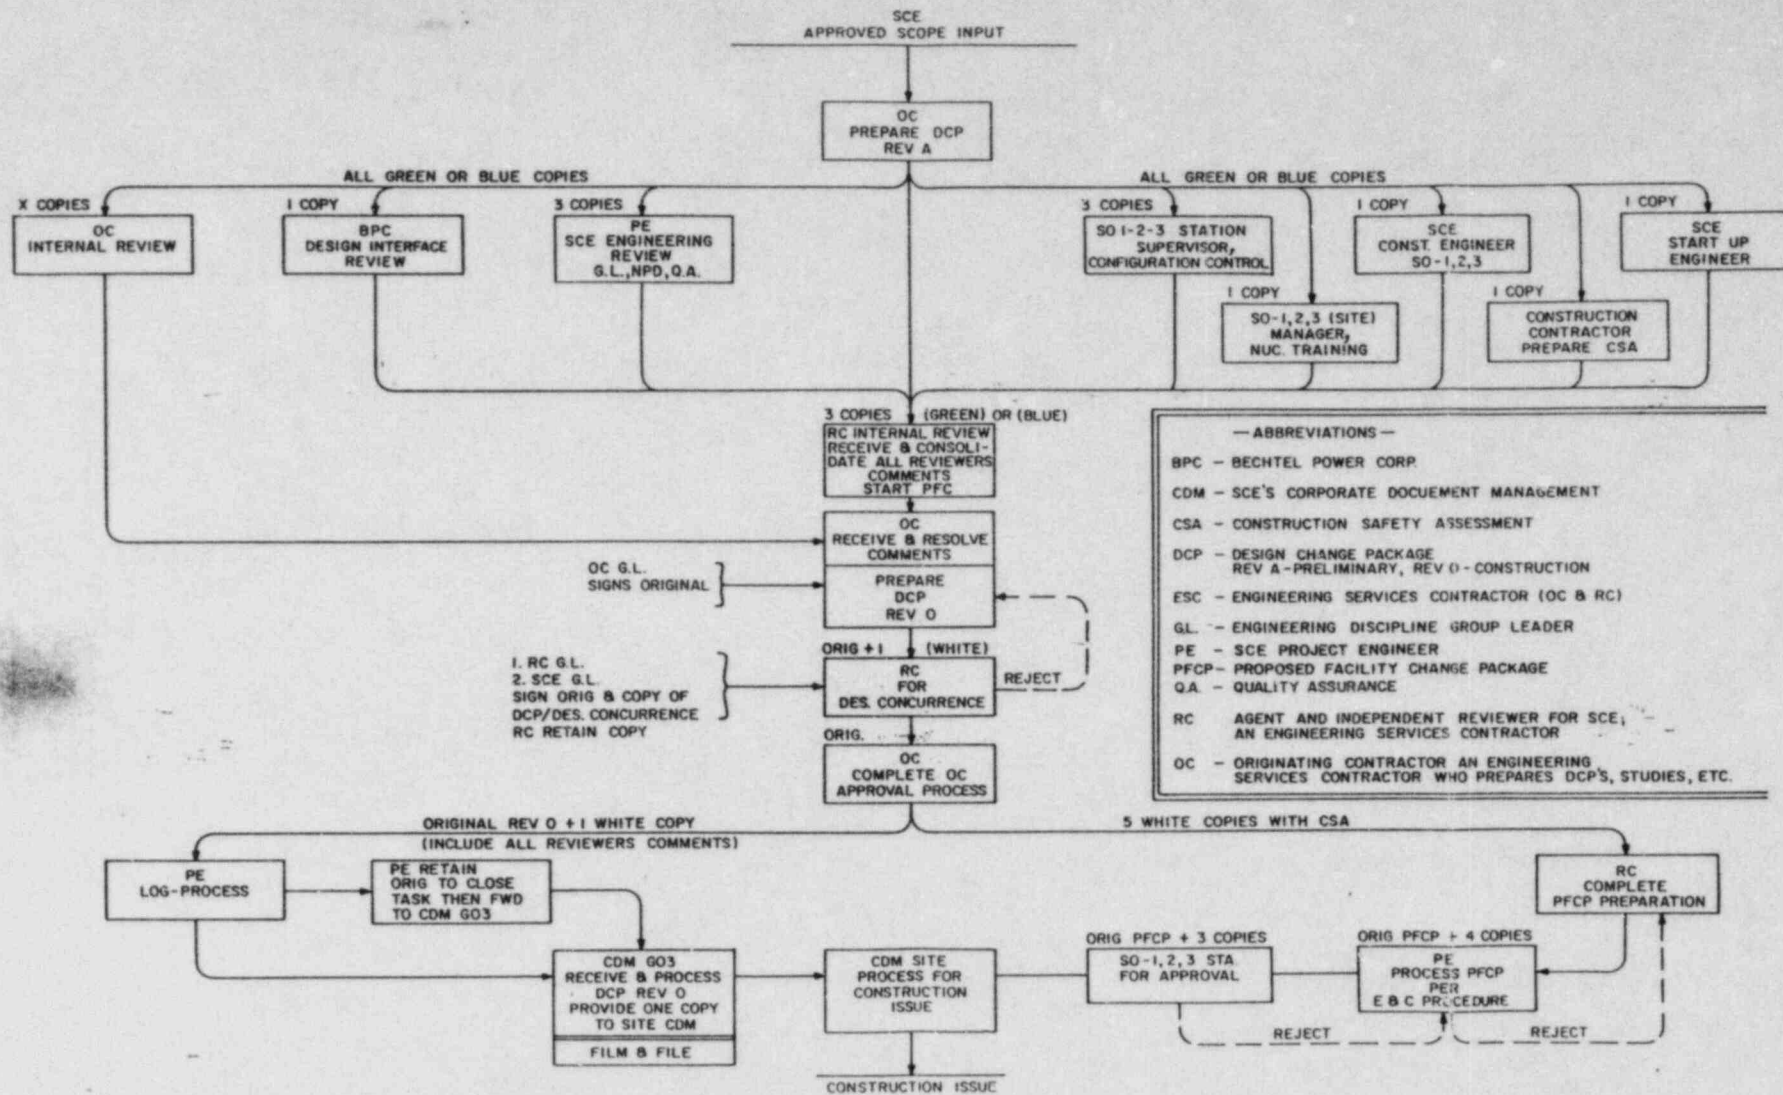 SCE
APPROVED SCOPE INPUT
OC
PREPARE DCP
REV A
ALL GREEN OR BLUE COPIES
ALL GREEN OR BLUE COPIES
X COPIES
OC
INTERNAL REVIEW
1 COPY
BPC
DESIGN INTERFACE
REVIEW
3 COPIES
PE
SCE ENGINEERING
REVIEW
G.L.,NPD,Q.A.
3 COPIES
SO 1-2-3 STATION
SUPERVISOR,
CONFIGURATION CONTROL
1 COPY
SCE
CONST. ENGINEER
SO-1,2,3
1 COPY
SCE
START UP
ENGINEER
1 COPY
SO-1,2,3 (SITE)
MANAGER,
NUC. TRAINING
1 COPY
CONSTRUCTION
CONTRACTOR
PREPARE CSA
3 COPIES (GREEN) OR (BLUE)
RC INTERNAL REVIEW
RECEIVE & CONSOLI-
DATE ALL REVIEWERS
COMMENTS
START PFC
OC
RECEIVE & RESOLVE
COMMENTS
OC G.L.
SIGNS ORIGINAL
PREPARE
DCP
REV 0
ORIG +1 (WHITE)
1. RC G.L.
2. SCE G.L.
SIGN ORIG & COPY OF
DCP/DES. CONCURRENCE
RC RETAIN COPY
RC
FOR
DES. CONCURRENCE
REJECT
ORIG.
OC
COMPLETE OC
APPROVAL PROCESS
—ABBREVIATIONS—
BPC – BECHTEL POWER CORP.
CDM – SCE'S CORPORATE DOCUEMENT MANAGEMENT
CSA – CONSTRUCTION SAFETY ASSESSMENT
DCP – DESIGN CHANGE PACKAGE
REV A-PRELIMINARY, REV 0-CONSTRUCTION
ESC – ENGINEERING SERVICES CONTRACTOR (OC & RC)
G.L. – ENGINEERING DISCIPLINE GROUP LEADER
PE – SCE PROJECT ENGINEER
PFCP – PROPOSED FACILITY CHANGE PACKAGE
Q.A. – QUALITY ASSURANCE
RC AGENT AND INDEPENDENT REVIEWER FOR SCE,
AN ENGINEERING SERVICES CONTRACTOR
OC – ORIGINATING CONTRACTOR AN ENGINEERING
SERVICES CONTRACTOR WHO PREPARES DCP'S, STUDIES, ETC.
ORIGINAL REV 0 +1 WHITE COPY
(INCLUDE ALL REVIEWERS COMMENTS)
5 WHITE COPIES WITH CSA
PE
LOG-PROCESS
PE RETAIN
ORIG TO CLOSE
TASK THEN FWD
TO CDM GO3
RC
COMPLETE
PFCP PREPARATION
CDM GO3
RECEIVE & PROCESS
DCP REV 0
PROVIDE ONE COPY
TO SITE CDM
FILM & FILE
CDM SITE
PROCESS FOR
CONSTRUCTION
ISSUE
ORIG PFCP + 3 COPIES
SO-1,2,3 STA.
FOR APPROVAL
ORIG PFCP + 4 COPIES
PE
PROCESS PFCP
PER
E & C PROCEDURE
REJECT
REJECT
CONSTRUCTION ISSUE